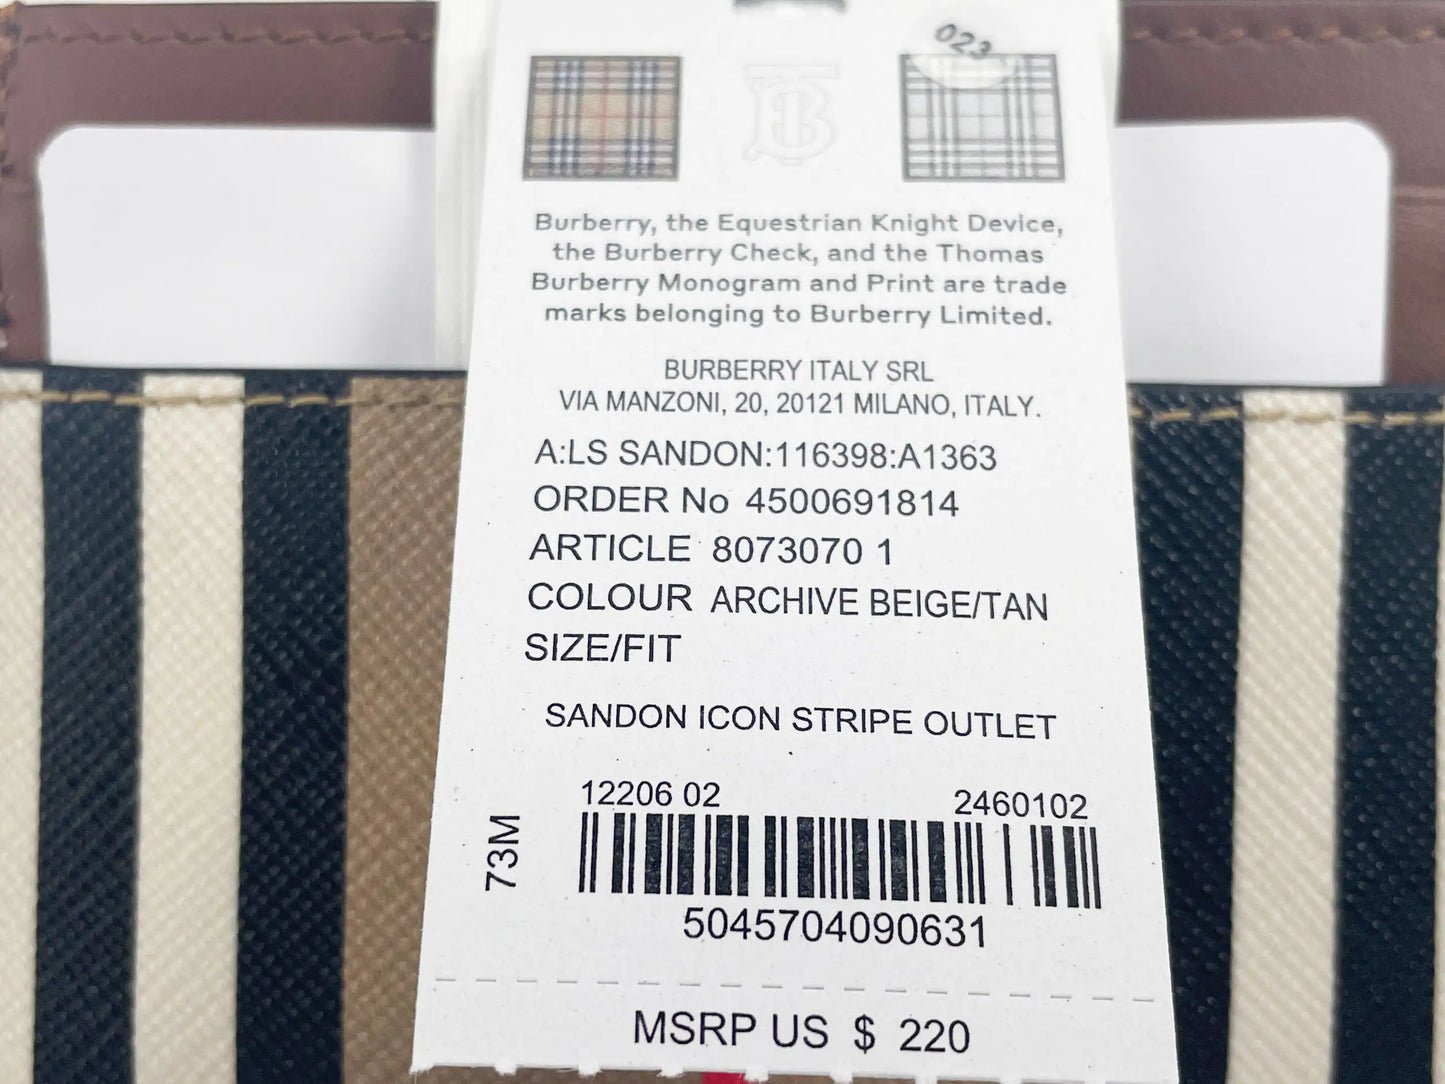 023
Burberry, the Equestrian Knight Device,
the Burberry Check, and the Thomas
Burberry Monogram and Print are trade
marks belonging to Burberry Limited.
BURBERRY ITALY SRL
VIA MANZONI, 20, 20121 MILANO, ITALY.
A:LS SANDON:116398:A1363
ORDER No 4500691814
ARTICLE 8073070 1
COLOUR ARCHIVE BEIGE/TAN
SIZE/FIT
SANDON ICON STRIPE OUTLET
12206 02 2460102
73M
5045704090631
MSRP US $ 220